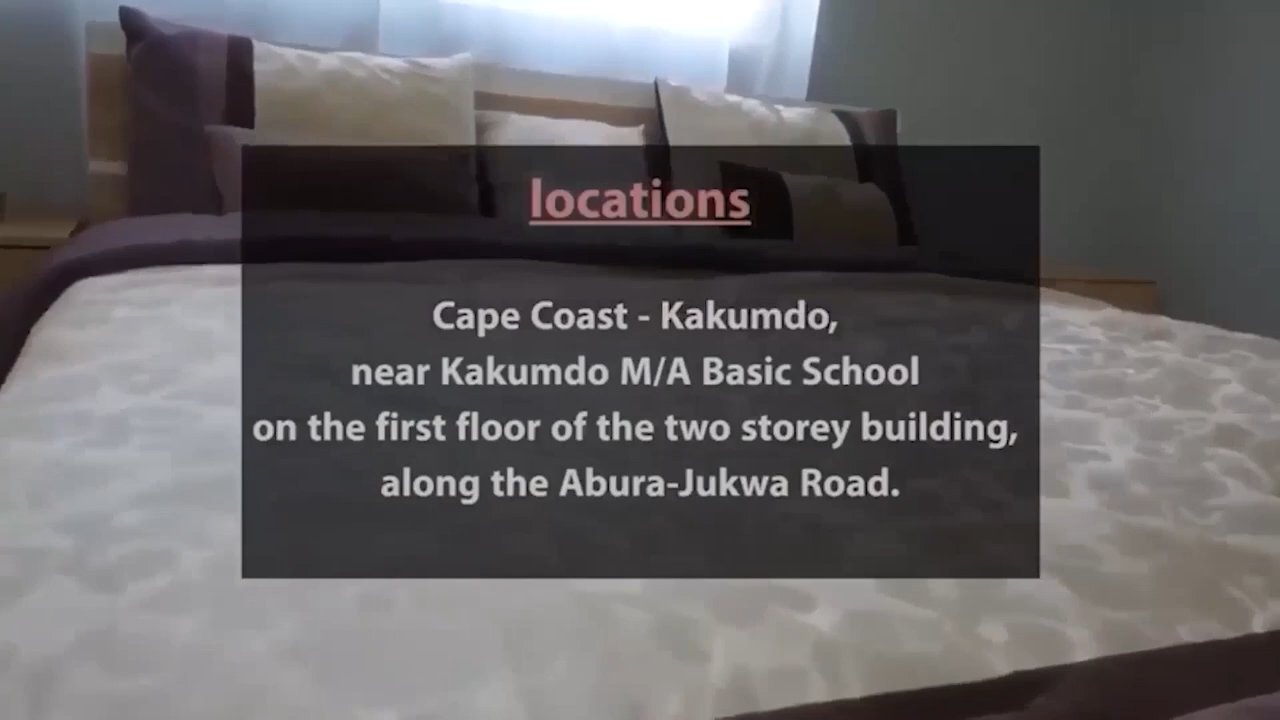 locations
Cape Coast - Kakumdo,
near Kakumdo M/A Basic School
on the first floor of the two storey building,
along the Abura-Jukwa Road.